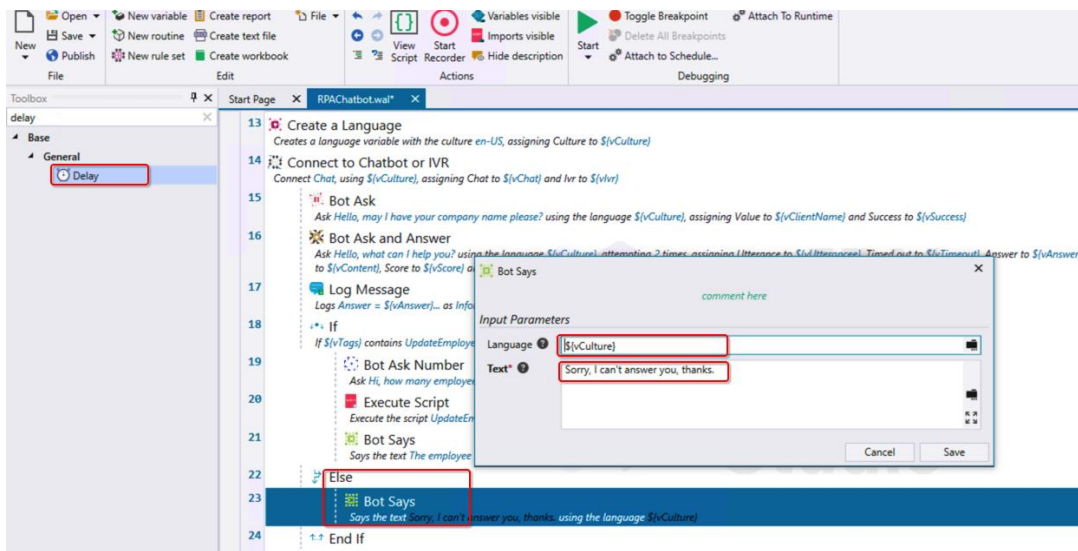 Open
New variable
Create report
File
Variables visible
Toggle Breakpoint
Attach To Runtime
Save
New routine
Create text file
Imports visible
Delete All Breakpoints
New
Publish
New rule set
Create workbook
View Script
Start Recorder
Hide description
Start
Attach to Schedule...
File
Edit
Actions
Debugging
Toolbox
Start Page
RPAChatbot.wal*
delay
Base
General
Delay
13 Create a Language
Creates a language variable with the culture en-US, assigning Culture to ${vCulture}
14 Connect to Chatbot or IVR
Connect Chat, using ${vCulture}, assigning Chat to ${vChat} and Ivr to ${vIvr}
15 Bot Ask
Ask Hello, may I have your company name please? using the language ${vCulture}, assigning Value to ${vClientName} and Success to ${vSuccess}
16 Bot Ask and Answer
Ask Hello, what can I help you? using the language ${vCulture}, attempting 2 times, assigning Utterance to ${vUtterancee}, Timed out to ${vTimeout}, Answer to ${vAnswer
to ${vContent}, Score to ${vScore}
17 Log Message
Logs Answer = ${vAnswer}... as
18 If
If ${vTags} contains
19 Bot Ask Number
Ask Hi, how many
20 Execute Script
Execute the script
21 Bot Says
Says the text The employee
22 Else
23 Bot Says
Says the text Sorry, I can't answer you, thanks. using the language ${vCulture}
24 End If
Bot Says
comment here
Input Parameters
Language
${vCulture}
Text*
Sorry, I can't answer you, thanks.
Cancel
Save